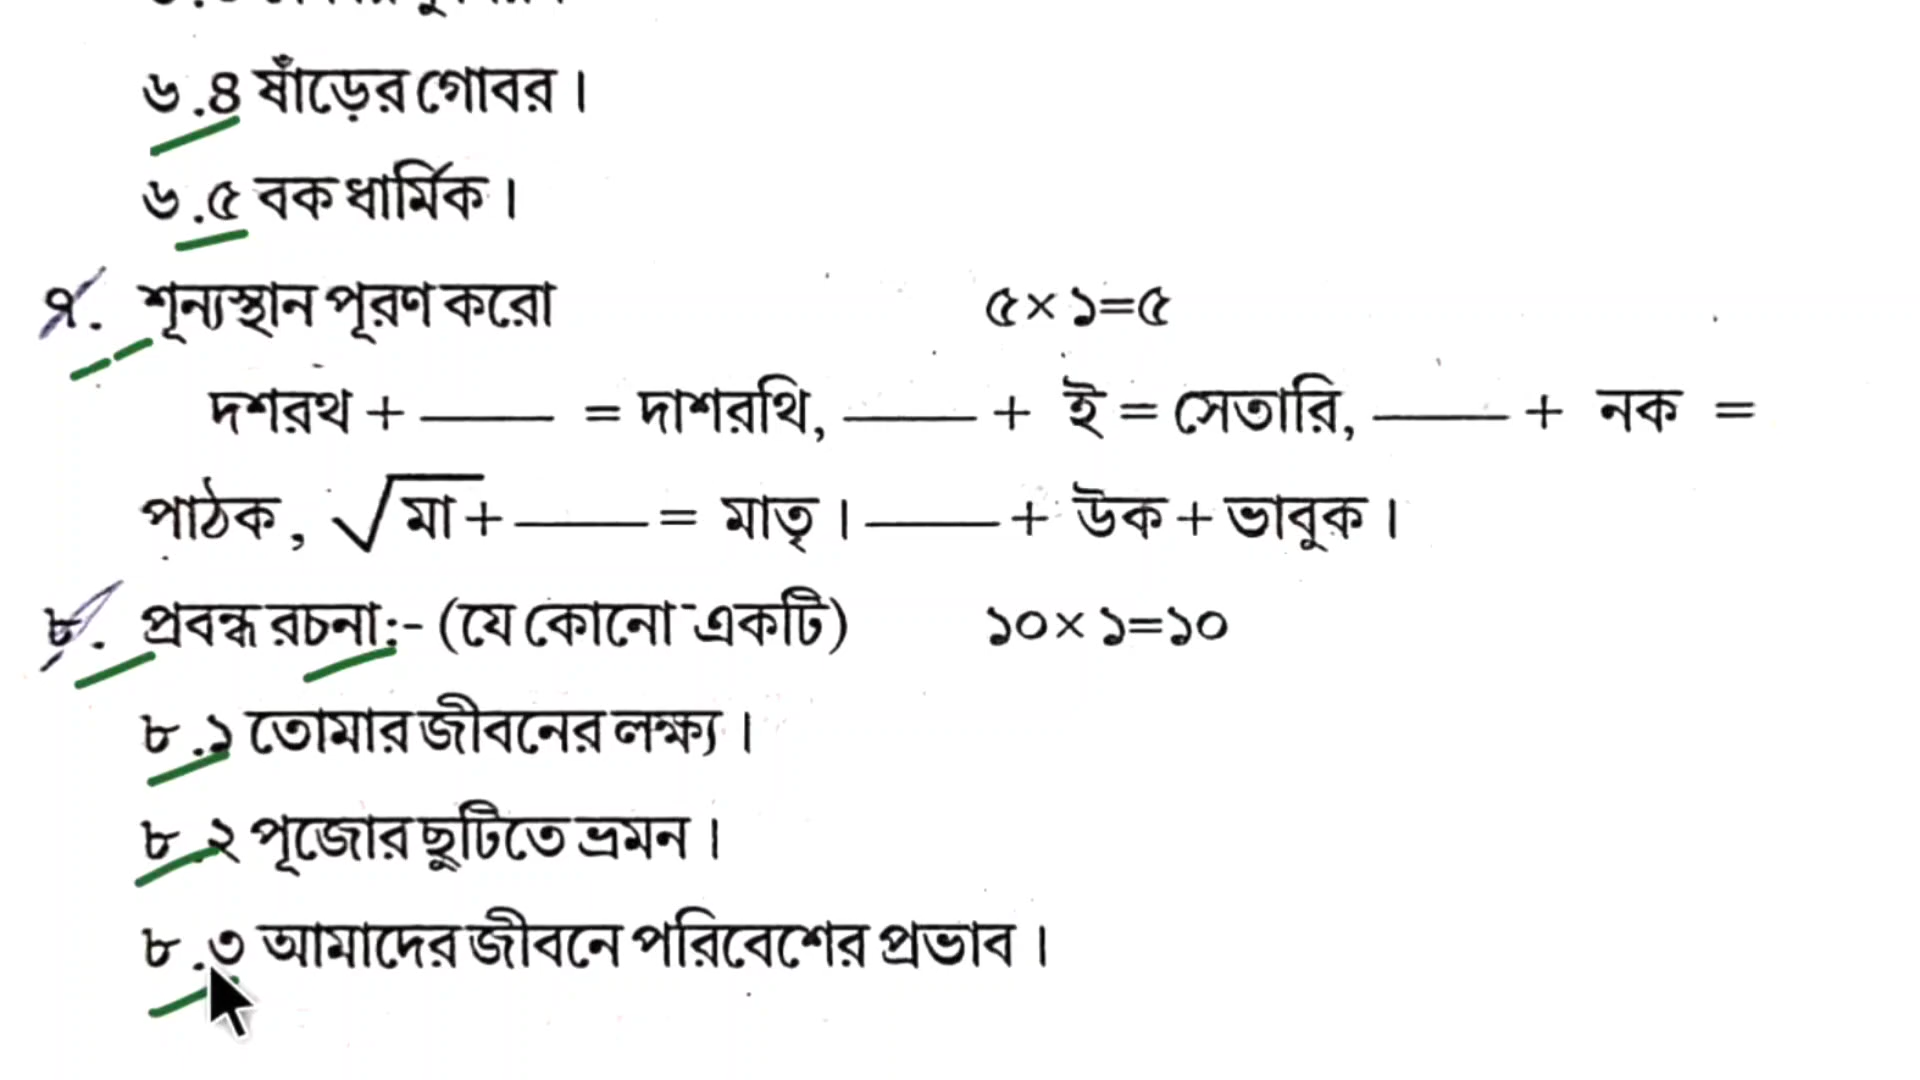 ৬.৪ ষাঁড়ের গোবর।
৬.৫ বক ধার্মিক।
৭. শূন্যস্থান পূরণ করো ৫×১=৫
দশরথ + ____ = দাশরথি, ____ + ই = সেতারি, ____ + নক =
পাঠক, √মা + ____ = মাতৃ। ____ + উক + ভাবুক।
৮. প্রবন্ধ রচনা:- (যে কোনো একটি) ১০×১=১০
৮.১ তোমার জীবনের লক্ষ্য।
৮.২ পূজোর ছুটিতে ভ্রমন।
৮.৩ আমাদের জীবনে পরিবেশের প্রভাব।